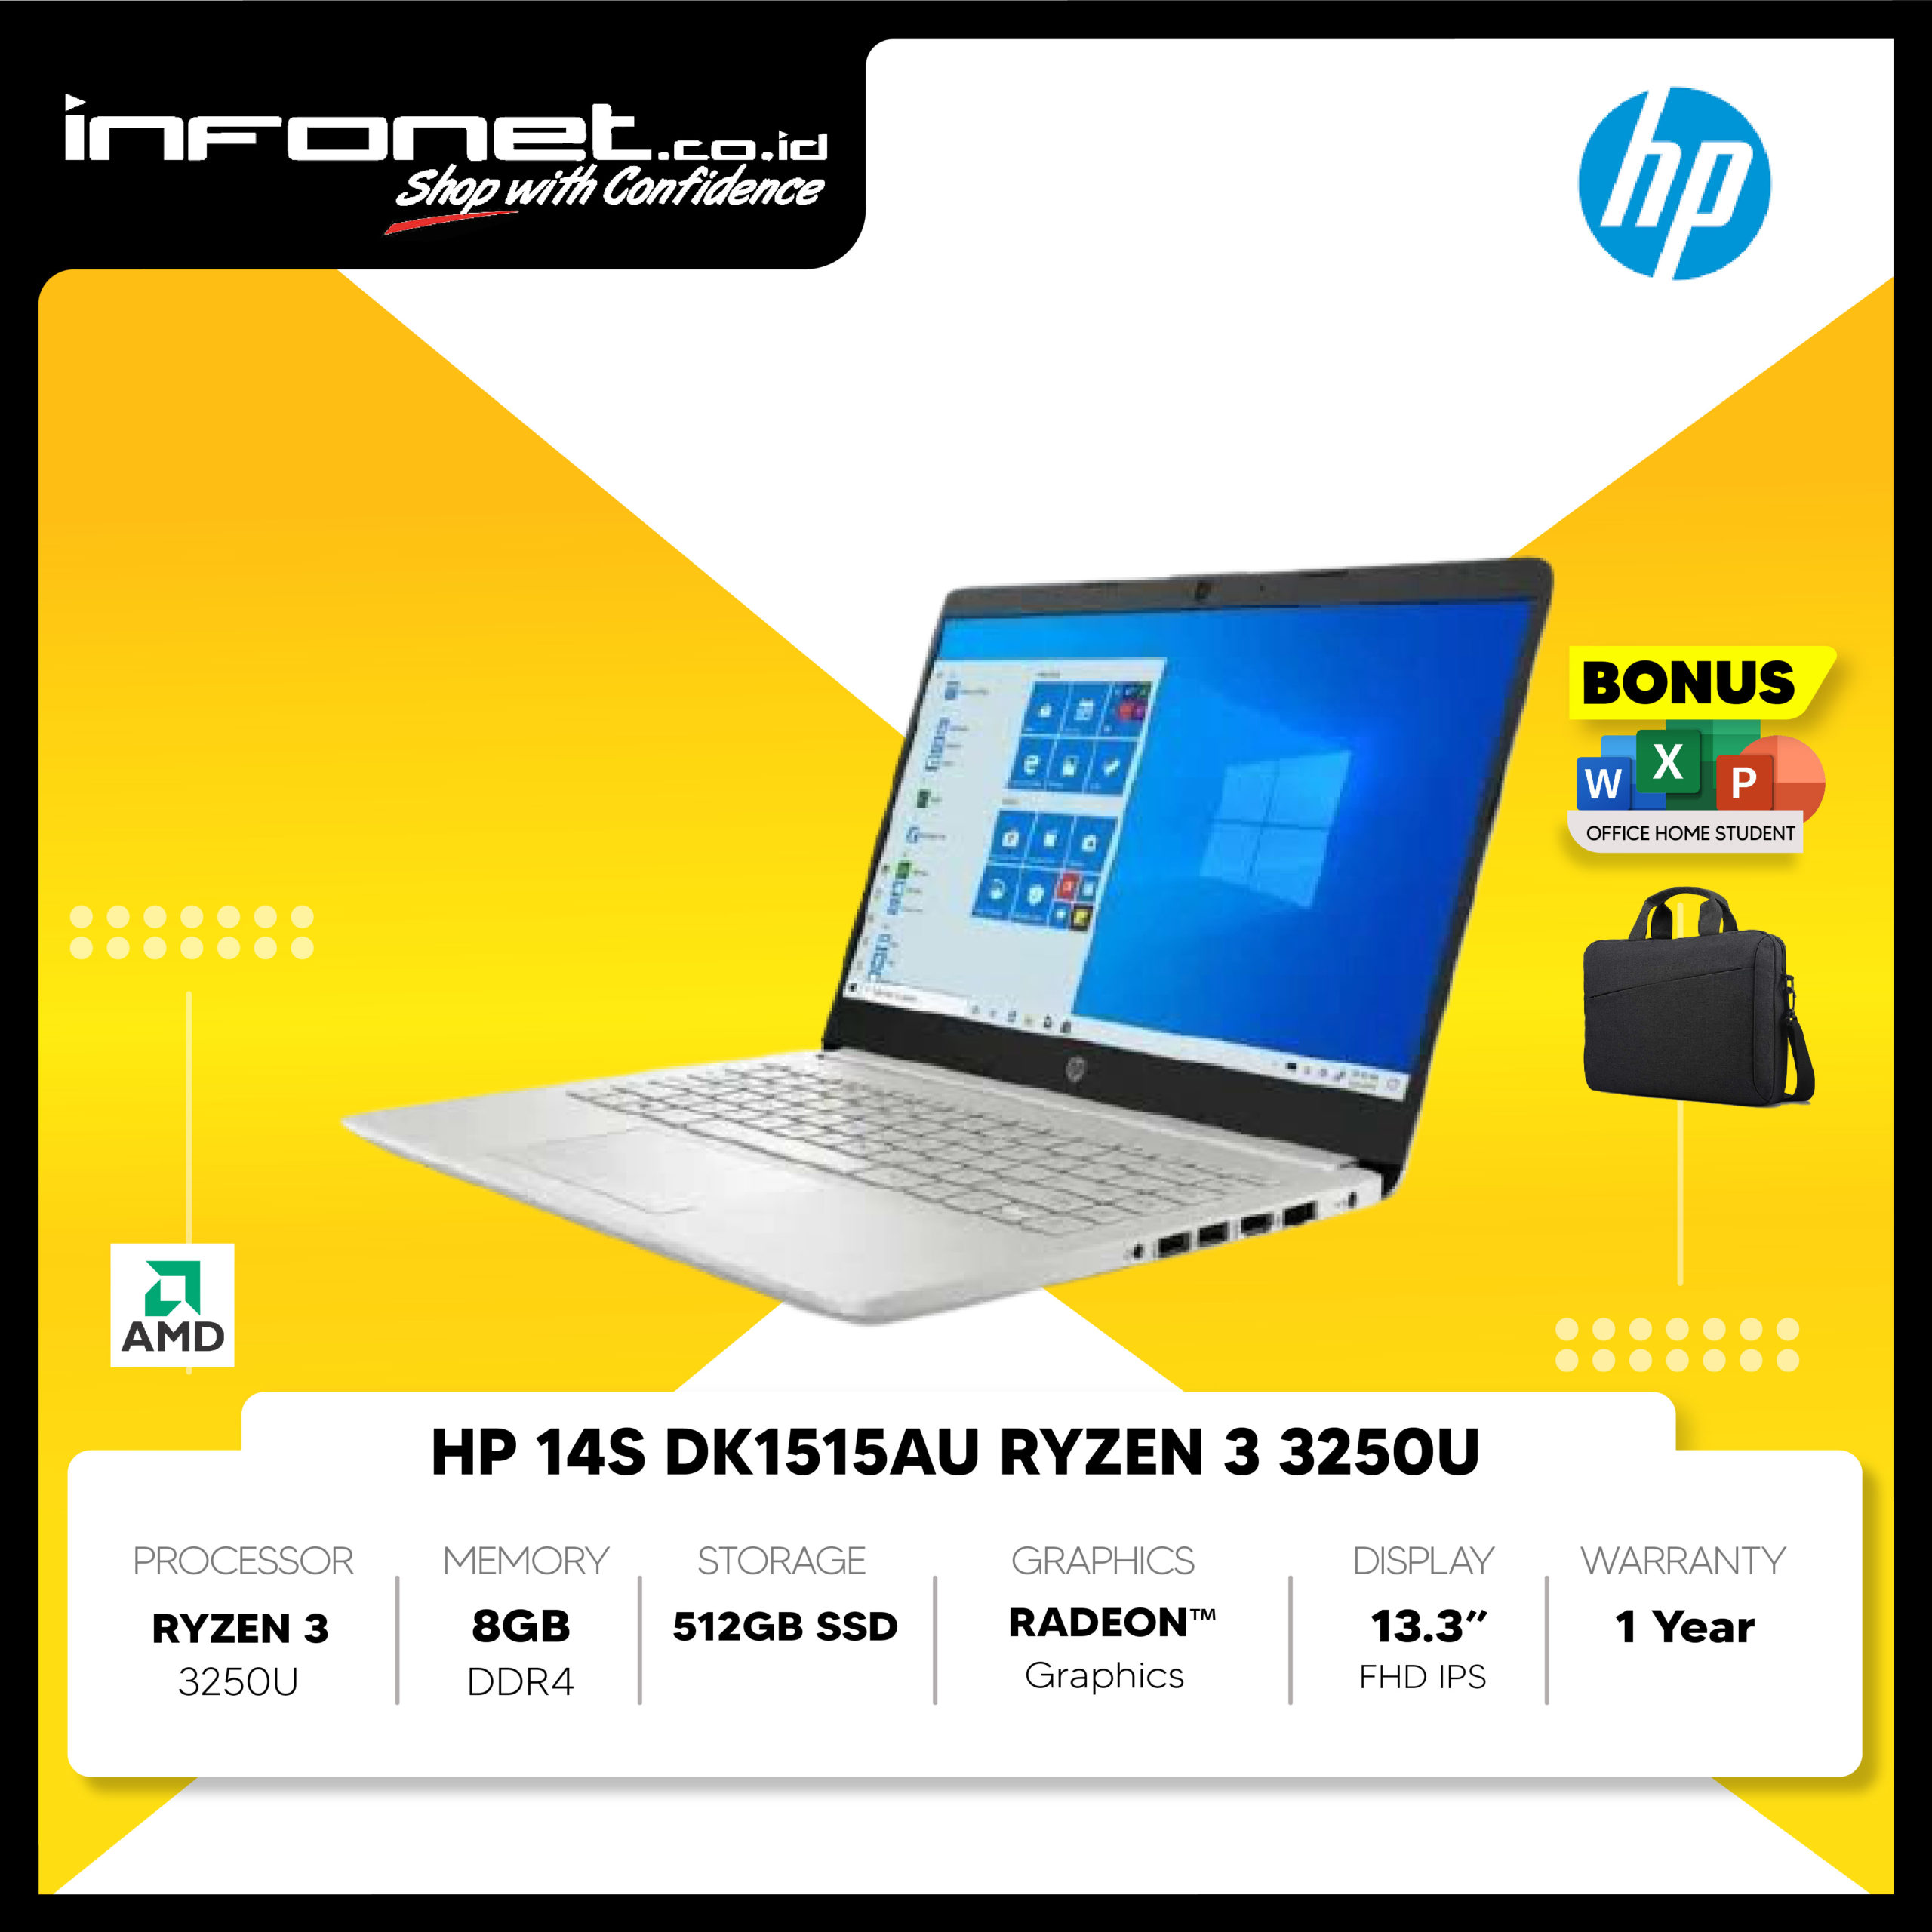 infonet.co.id
Shop with Confidence
hp
BONUS
W X P
OFFICE HOME STUDENT
AMD
HP 14S DK1515AU RYZEN 3 3250U
PROCESSOR
RYZEN 3
3250U
MEMORY
8GB
DDR4
STORAGE
512GB SSD
GRAPHICS
RADEON™
Graphics
DISPLAY
13.3”
FHD IPS
WARRANTY
1 Year